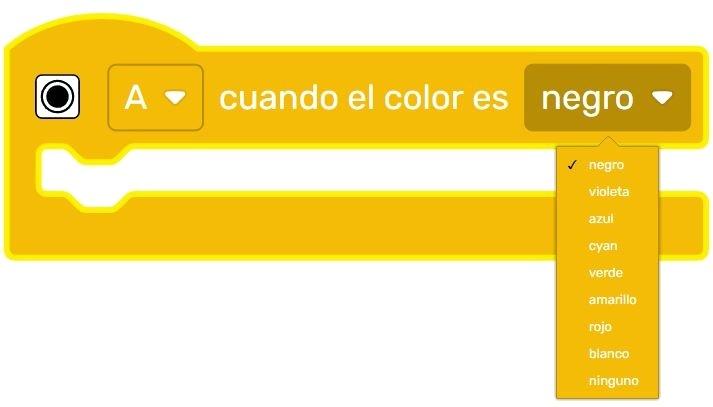 A cuando el color es negro
negro
violeta
azul
cyan
verde
amarillo
rojo
blanco
ninguno